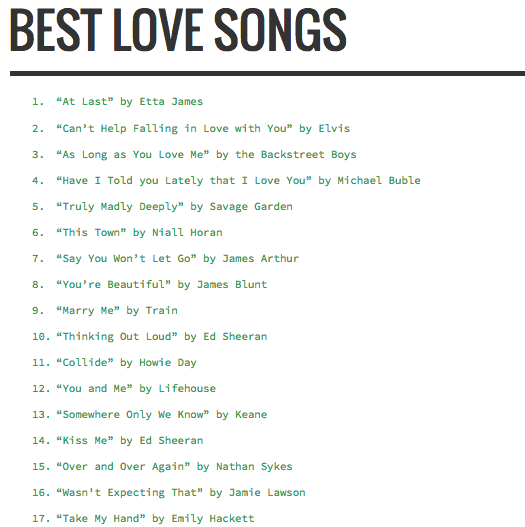 BEST LOVE SONGS
1. “At Last” by Etta James
2. “Can’t Help Falling in Love with You” by Elvis
3. “As Long as You Love Me” by the Backstreet Boys
4. “Have I Told you Lately that I Love You” by Michael Buble
5. “Truly Madly Deeply” by Savage Garden
6. “This Town” by Niall Horan
7. “Say You Won’t Let Go” by James Arthur
8. “You’re Beautiful” by James Blunt
9. “Marry Me” by Train
10. “Thinking Out Loud” by Ed Sheeran
11. “Collide” by Howie Day
12. “You and Me” by Lifehouse
13. “Somewhere Only We Know” by Keane
14. “Kiss Me” by Ed Sheeran
15. “Over and Over Again” by Nathan Sykes
16. “Wasn’t Expecting That” by Jamie Lawson
17. “Take My Hand” by Emily Hackett